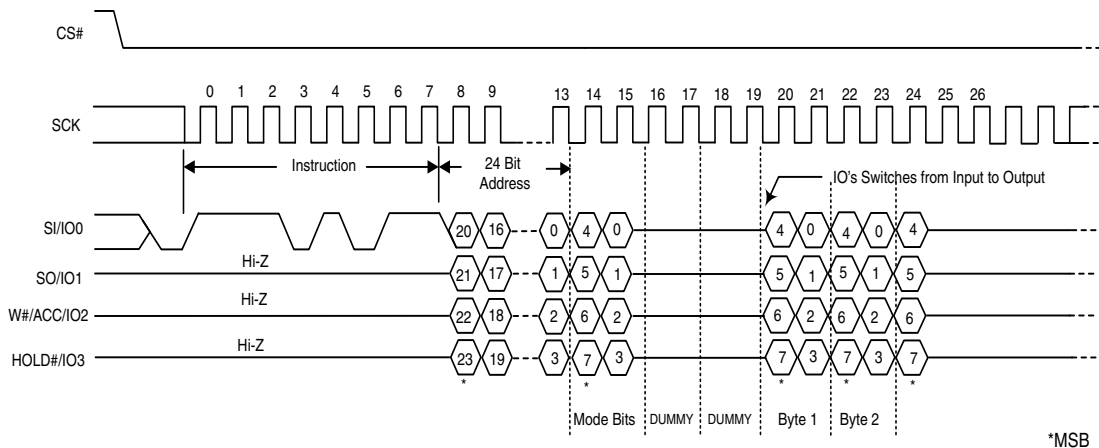 CS#
0 1 2 3 4 5 6 7 8 9 13 14 15 16 17 18 19 20 21 22 23 24 25 26
SCK
Instruction
24 Bit
Address
IO's Switches from Input to Output
SI/IO0
20 16 0 4 0 4 0 4 0 4
Hi-Z
SO/IO1
21 17 1 5 1 5 1 5 1 5
Hi-Z
W#/ACC/IO2
22 18 2 6 2 6 2 6 2 6
Hi-Z
HOLD#/IO3
23 19 3 7 3 7 3 7 3 7
* * * * *
Mode Bits DUMMY DUMMY Byte 1 Byte 2
*MSB